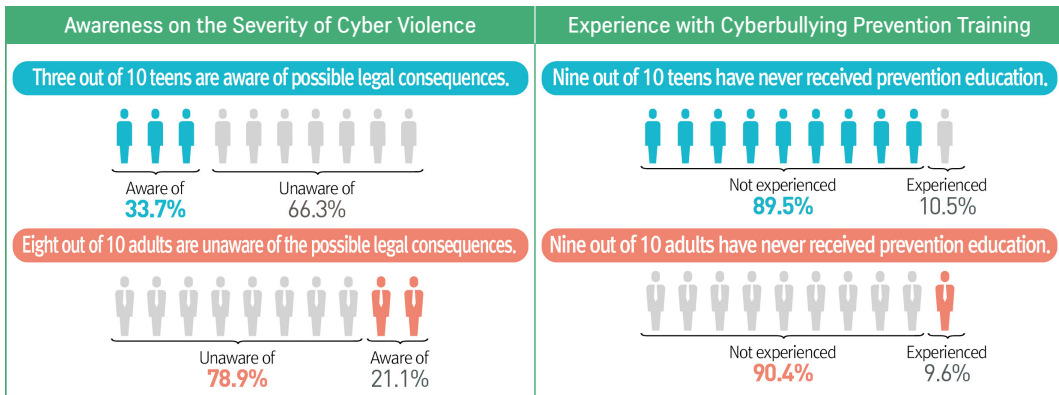 Awareness on the Severity of Cyber Violence
Three out of 10 teens are aware of possible legal consequences.
Aware of
33.7%
Unaware of
66.3%
Eight out of 10 adults are unaware of the possible legal consequences.
Unaware of
78.9%
Aware of
21.1%
Experience with Cyberbullying Prevention Training
Nine out of 10 teens have never received prevention education.
Not experienced
89.5%
Experienced
10.5%
Nine out of 10 adults have never received prevention education.
Not experienced
90.4%
Experienced
9.6%